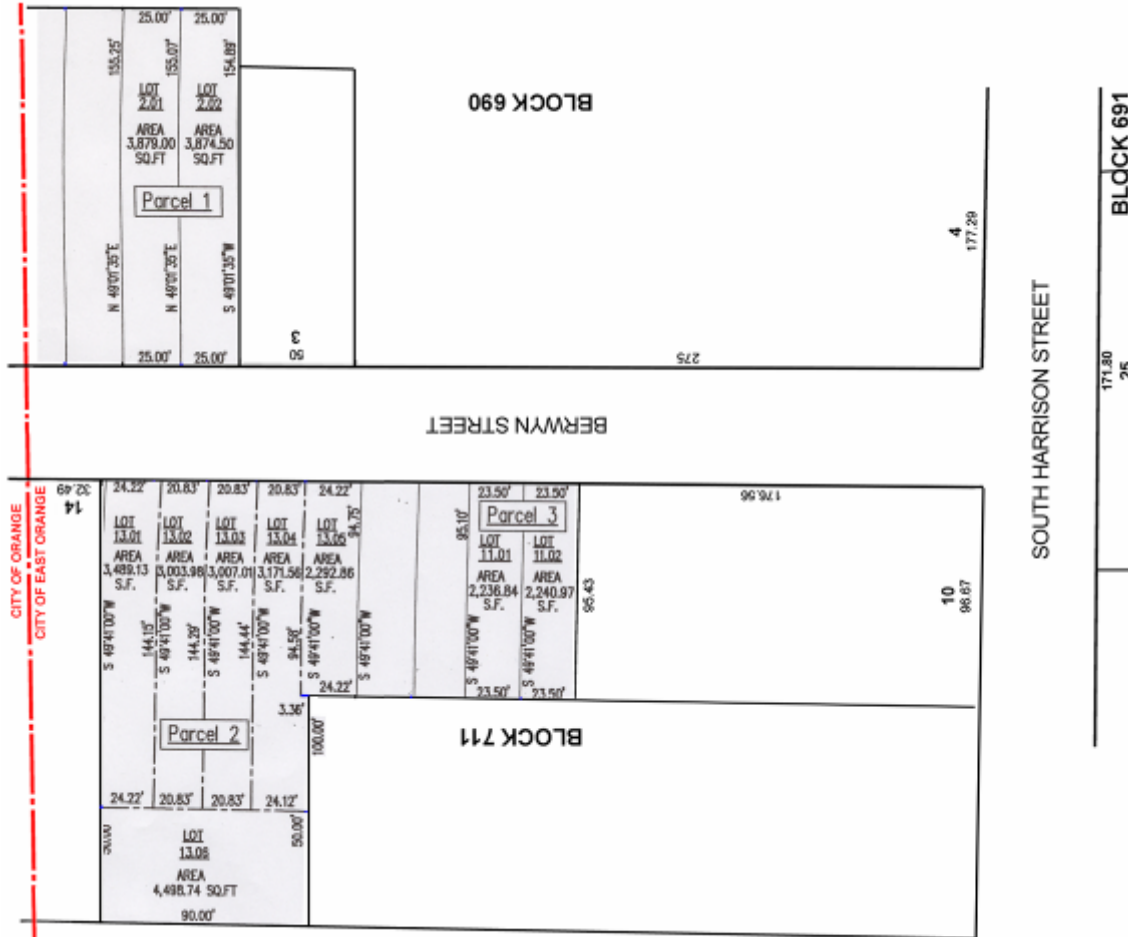 CITY OF ORANGE
CITY OF EAST ORANGE
25.00'
25.00'
155.25'
155.07'
154.89'
LOT
2.01
AREA
3,879.00
SQ.FT
LOT
2.02
AREA
3,874.50
SQ.FT
Parcel 1
N 49°01'35"E
N 49°01'35"E
S 49°01'35"W
25.00'
25.00'
3
50
BLOCK 690
4
177.29
275
BERWYN STREET
SOUTH HARRISON STREET
BLOCK 691
171.80
25
14
32.49
24.22'
20.83'
20.83'
20.83'
24.22'
LOT
13.01
AREA
3,489.13
S.F.
LOT
13.02
AREA
3,003.98
S.F.
LOT
13.03
AREA
3,007.01
S.F.
LOT
13.04
AREA
3,171.56
S.F.
LOT
13.05
AREA
2,292.86
S.F.
S 49°41'00"W
144.15'
S 49°41'00"W
144.29'
S 49°41'00"W
144.44'
S 49°41'00"W
94.58'
S 49°41'00"W
94.75'
24.22'
3.36'
100.00'
Parcel 2
24.22'
20.83'
20.83'
24.12'
50.00'
LOT
13.06
AREA
4,498.74 SQ.FT
90.00'
23.50'
23.50'
95.10'
Parcel 3
LOT
11.01
AREA
2,236.84
S.F.
LOT
11.02
AREA
2,240.97
S.F.
S 49°41'00"W
S 49°41'00"W
23.50'
23.50'
95.43
176.56
10
98.67
BLOCK 711